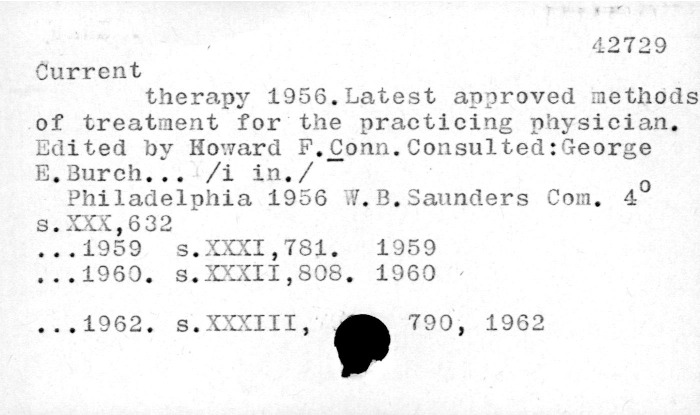 42729
Current
therapy 1956.Latest approved methods
of treatment for the practicing physician.
Edited by Howard F.Conn.Consulted:George
E.Burch... /i in./
Philadelphia 1956 W.B.Saunders Com. 4°
s.XXX,632
...1959 s.XXXI,781. 1959
...1960. s.XXXII,808. 1960
...1962. s.XXXIII, 790, 1962